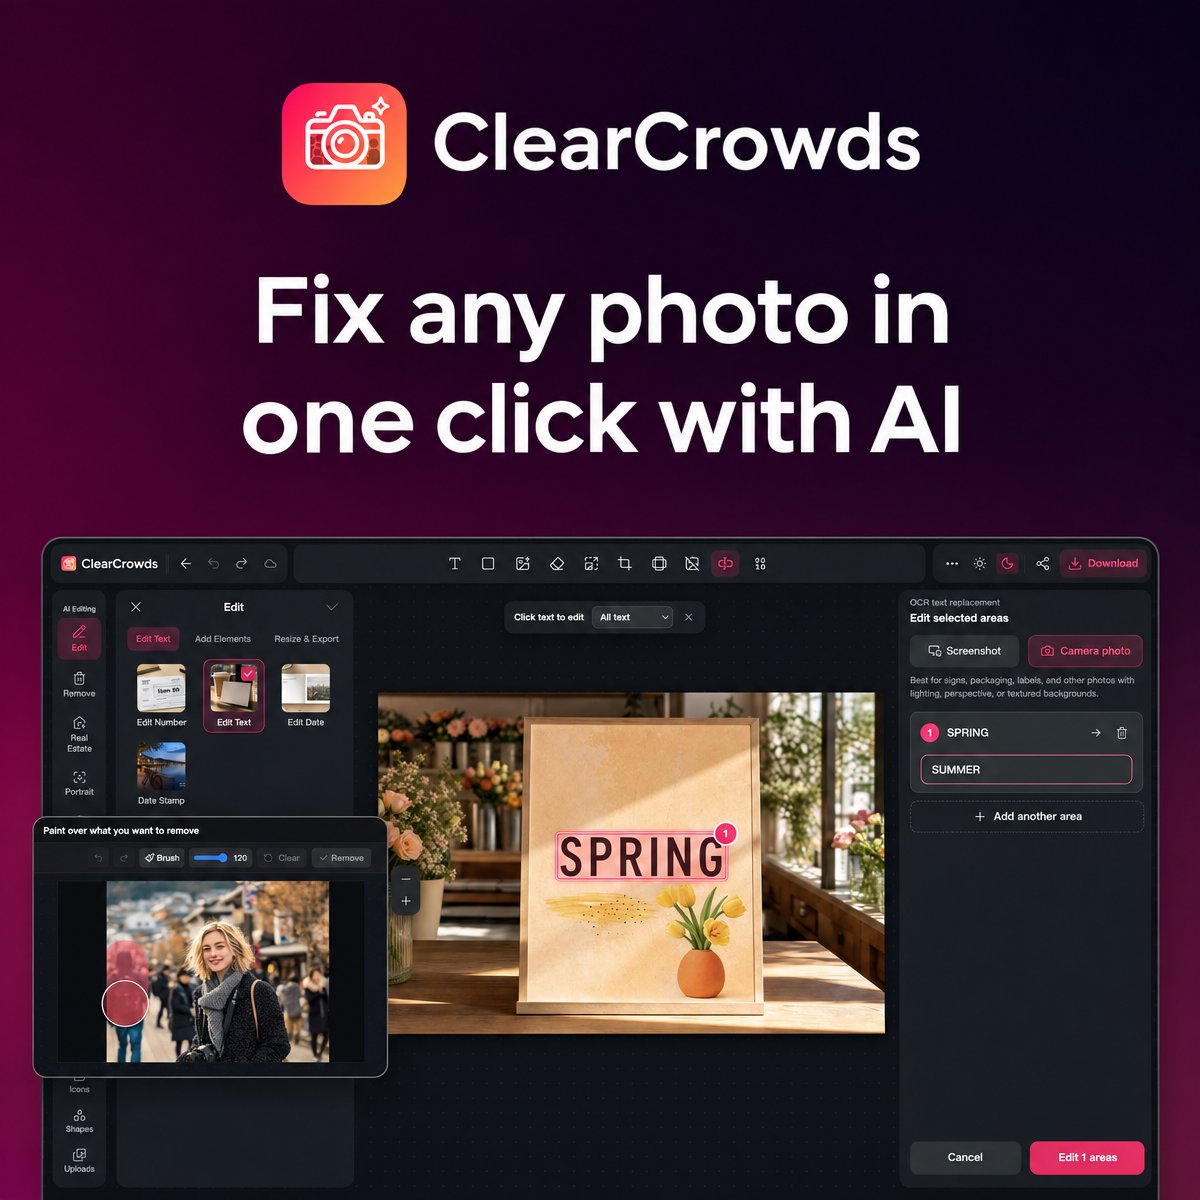 ClearCrowds
Fix any photo in
one click with AI
ClearCrowds
Download
AI Editing
Edit
Remove
Real
Estate
Portrait
Icons
Shapes
Uploads
Edit
Edit Text
Add Elements
Resize & Export
Edit Number
Edit Text
Edit Date
Date Stamp
Click text to edit
All text
SPRING
1
Paint over what you want to remove
Brush
120
Clear
Remove
OCR text replacement
Edit selected areas
Screenshot
Camera photo
Best for signs, packaging, labels, and other photos with
lighting, perspective, or textured backgrounds.
1 SPRING
SUMMER
+ Add another area
Cancel
Edit 1 areas